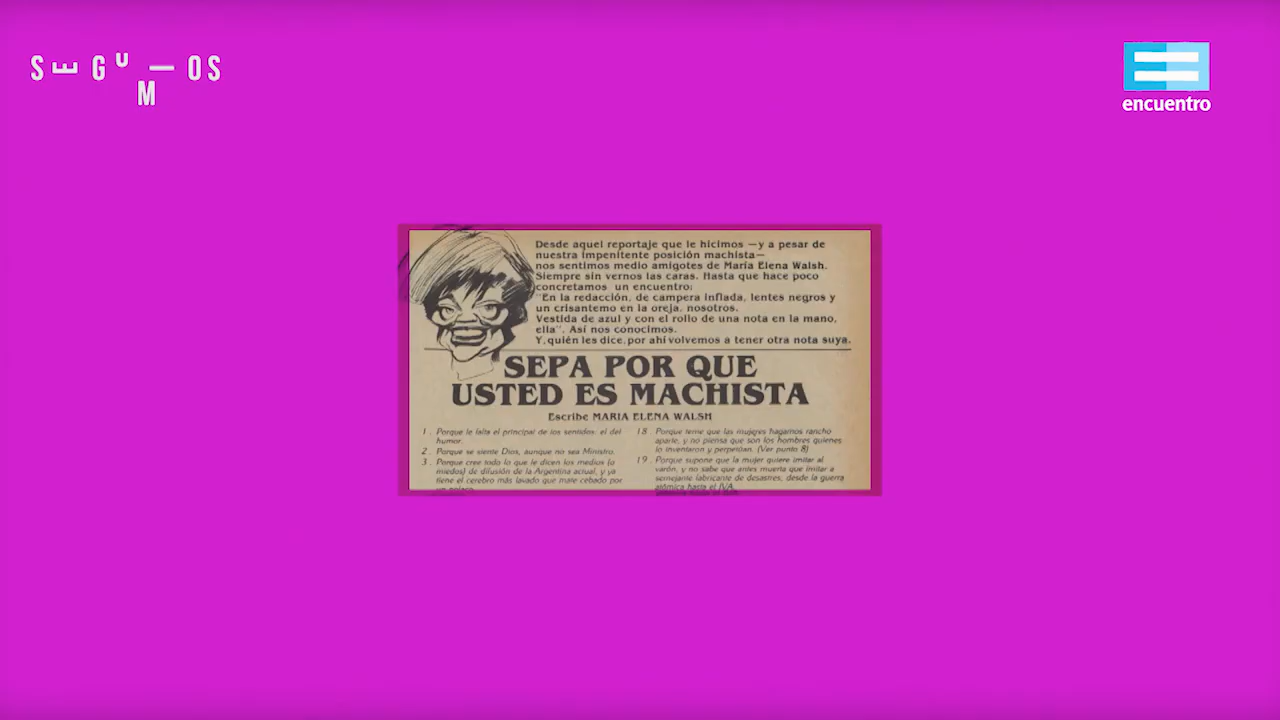 SEGUIMOS
encuentro
Desde aquel reportaje que le hicimos —y a pesar de
nuestra impenitente posición machista—
nos sentimos medio amigotes de María Elena Walsh.
Siempre sin vernos las caras. Hasta que hace poco
concretamos un encuentro:
"En la redacción, de campera inflada, lentes negros y
un crisantemo en la oreja, nosotros.
Vestida de azul y con el rollo de una nota en la mano,
ella". Así nos conocimos.
Y, quién les dice, por ahí volvemos a tener otra nota suya.
SEPA POR QUE
USTED ES MACHISTA
Escribe MARIA ELENA WALSH
1. Porque le falta el principal de los sentidos: el del
humor.
2. Porque se siente Dios, aunque no sea Ministro.
3. Porque cree todo lo que le dicen los medios (o
miedos) de difusión de la Argentina actual, y ya
tiene el cerebro más lavado que mate cebado por
18 Porque teme que las mujeres hagamos rancho
aparte, y no piensa que son los hombres quienes
lo inventaron y perpetúan. (Ver punto 8)
19. Porque supone que la mujer quiere imitar al
varón, y no sabe que antes muerta que imitar a
semejante fabricante de desastres, desde la guerra
atómica hasta el IVA.